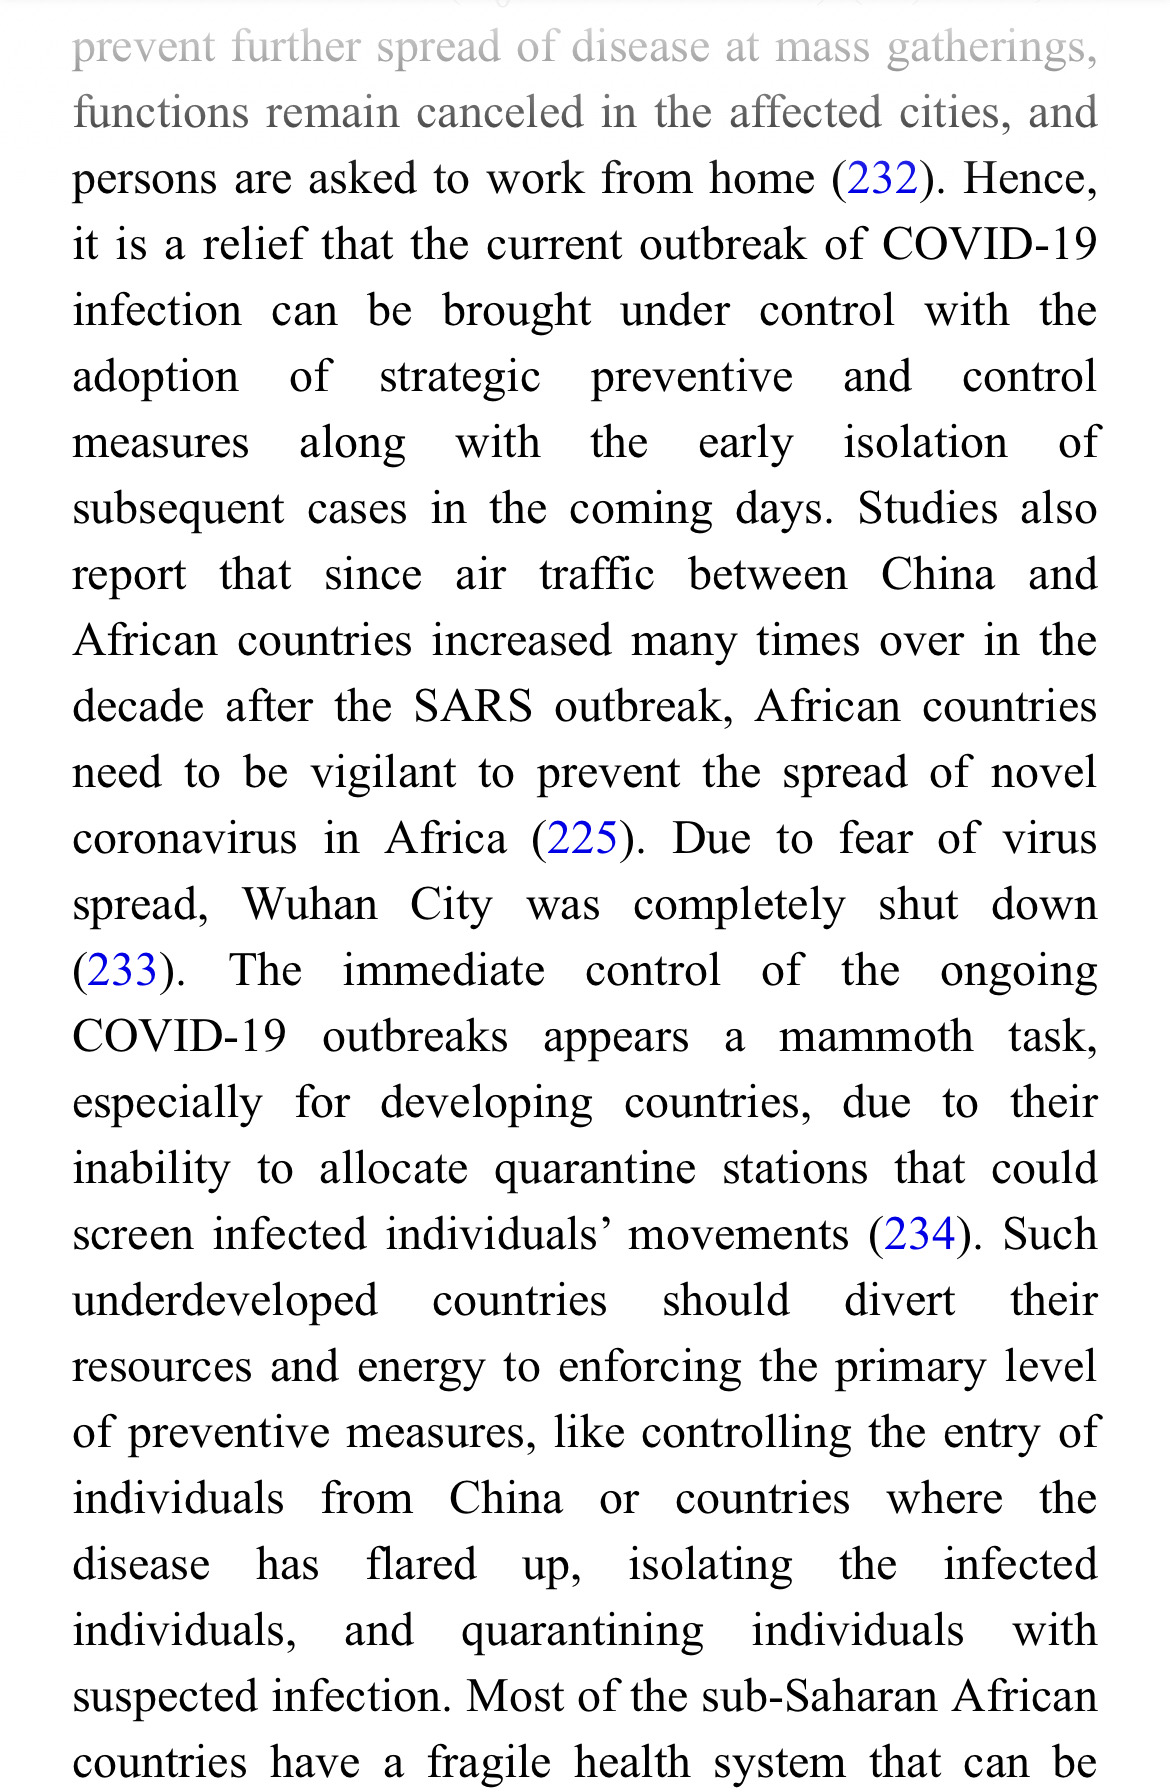 prevent further spread of disease at mass gatherings,
functions remain canceled in the affected cities, and
persons are asked to work from home (232). Hence,
it is a relief that the current outbreak of COVID-19
infection can be brought under control with the
adoption of strategic preventive and control
measures along with the early isolation of
subsequent cases in the coming days. Studies also
report that since air traffic between China and
African countries increased many times over in the
decade after the SARS outbreak, African countries
need to be vigilant to prevent the spread of novel
coronavirus in Africa (225). Due to fear of virus
spread, Wuhan City was completely shut down
(233). The immediate control of the ongoing
COVID-19 outbreaks appears a mammoth task,
especially for developing countries, due to their
inability to allocate quarantine stations that could
screen infected individuals’ movements (234). Such
underdeveloped countries should divert their
resources and energy to enforcing the primary level
of preventive measures, like controlling the entry of
individuals from China or countries where the
disease has flared up, isolating the infected
individuals, and quarantining individuals with
suspected infection. Most of the sub-Saharan African
countries have a fragile health system that can be